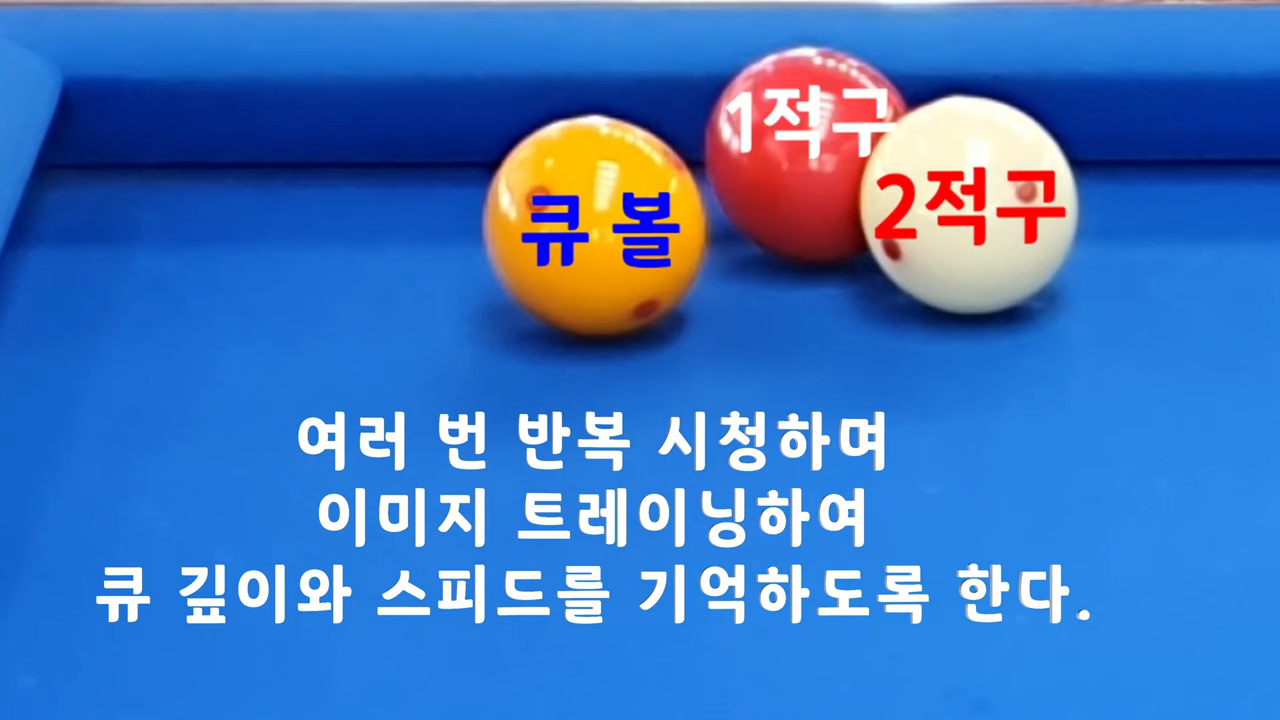 1적구
2적구
큐 볼
여러 번 반복 시청하며
이미지 트레이닝하여
큐 깊이와 스피드를 기억하도록 한다.